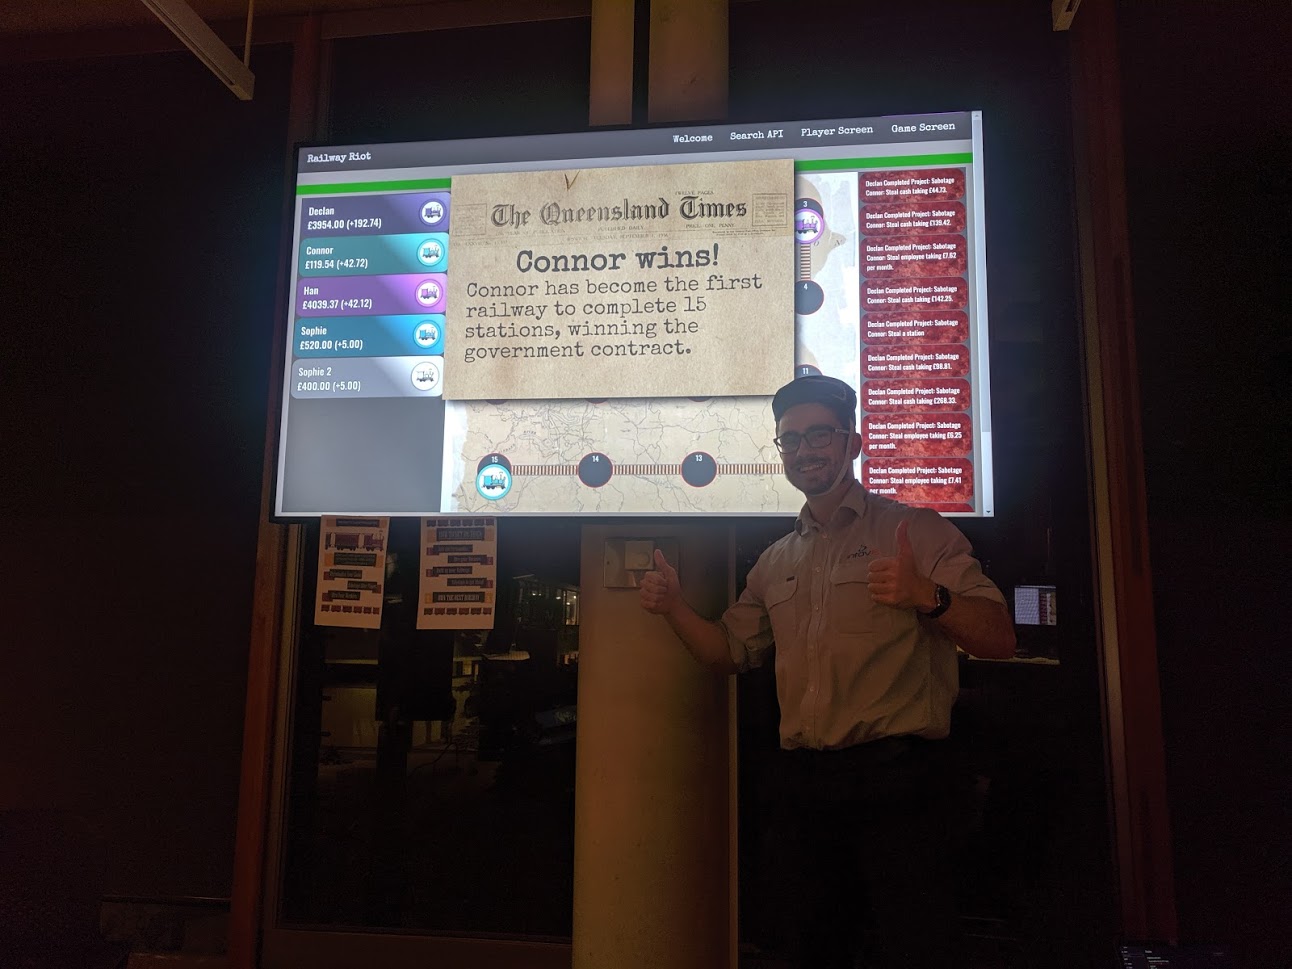 Railway Riot
Welcome
Search API
Player Screen
Game Screen
Declan
£3954.00 (+192.74)
Connor
£119.54 (+42.72)
Han
£4039.37 (+42.12)
Sophie
£520.00 (+5.00)
Sophie 2
£400.00 (+5.00)
TWELVE PAGES
The Queensland Times
Connor wins!
Connor has become the first
railway to complete 15
stations, winning the
government contract.
3
4
11
15
14
13
Declan Completed Project: Sabotage
Connor: Steal cash taking £44.73.
Declan Completed Project: Sabotage
Connor: Steal cash taking £139.42.
Declan Completed Project: Sabotage
Connor: Steal employee taking £7.62
per month.
Declan Completed Project: Sabotage
Connor: Steal cash taking £142.25.
Declan Completed Project: Sabotage
Connor: Steal a station
Declan Completed Project: Sabotage
Connor: Steal cash taking £98.81.
Declan Completed Project: Sabotage
Connor: Steal cash taking £268.33.
Declan Completed Project: Sabotage
Connor: Steal employee taking £6.25
per month.
Declan Completed Project: Sabotage
Connor: Steal employee taking £7.41
per month.